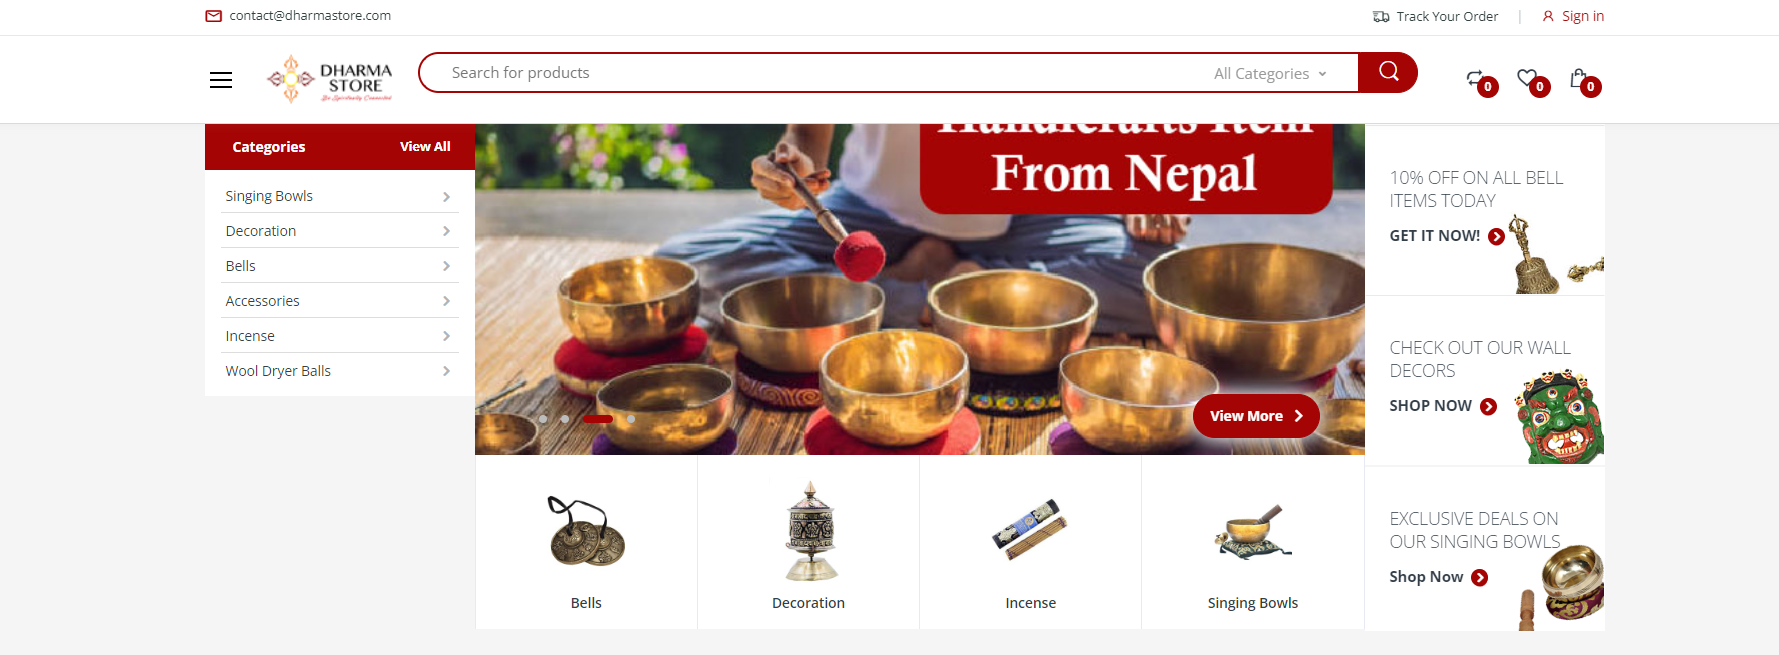 contact@dharmastore.com
Track Your Order
Sign in
DHARMA
STORE
Be Spiritually Connected
Search for products
All Categories
0
0
0
Categories
View All
Singing Bowls
Decoration
Bells
Accessories
Incense
Wool Dryer Balls
Handicrafts Item
From Nepal
View More
10% OFF ON ALL BELL
ITEMS TODAY
GET IT NOW!
CHECK OUT OUR WALL
DECORS
SHOP NOW
EXCLUSIVE DEALS ON
OUR SINGING BOWLS
Shop Now
Bells
Decoration
Incense
Singing Bowls